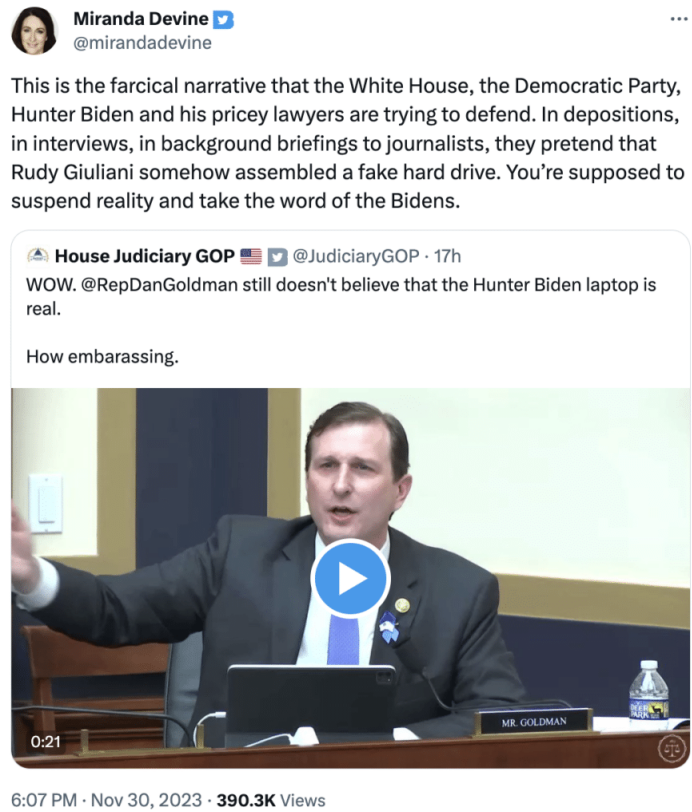 Miranda Devine
@mirandadevine
This is the farcical narrative that the White House, the Democratic Party,
Hunter Biden and his pricey lawyers are trying to defend. In depositions,
in interviews, in background briefings to journalists, they pretend that
Rudy Giuliani somehow assembled a fake hard drive. You’re supposed to
suspend reality and take the word of the Bidens.
House Judiciary GOP 🇺🇸 @JudiciaryGOP · 17h
WOW. @RepDanGoldman still doesn't believe that the Hunter Biden laptop is
real.
How embarassing.
MR. GOLDMAN
DEER
PARK
0:21
6:07 PM · Nov 30, 2023 · 390.3K Views